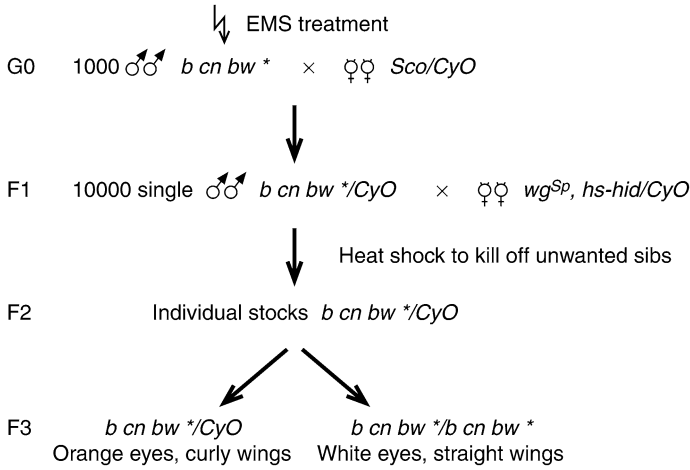 EMS treatment
G0 1000 ♂♂ b cn bw * × ☿☿ Sco/CyO
F1 10000 single ♂♂ b cn bw */CyO × ☿☿ wgSp, hs-hid/CyO
Heat shock to kill off unwanted sibs
F2 Individual stocks b cn bw */CyO
F3 b cn bw */CyO b cn bw */b cn bw *
Orange eyes, curly wings White eyes, straight wings